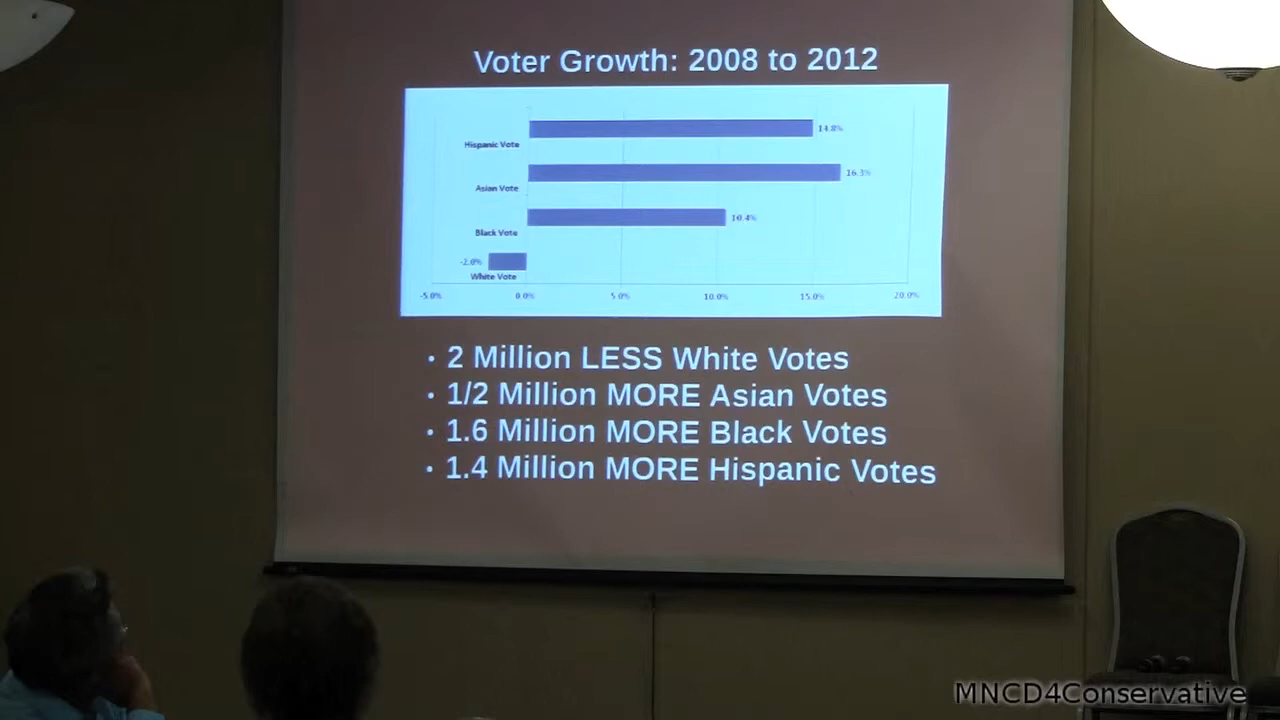 Voter Growth: 2008 to 2012
14.8%
Hispanic Vote
16.3%
Asian Vote
10.4%
Black Vote
-2.0%
White Vote
-5.0% 0.0% 5.0% 10.0% 15.0% 20.0%
• 2 Million LESS White Votes
• 1/2 Million MORE Asian Votes
• 1.6 Million MORE Black Votes
• 1.4 Million MORE Hispanic Votes
MNCD4Conservative